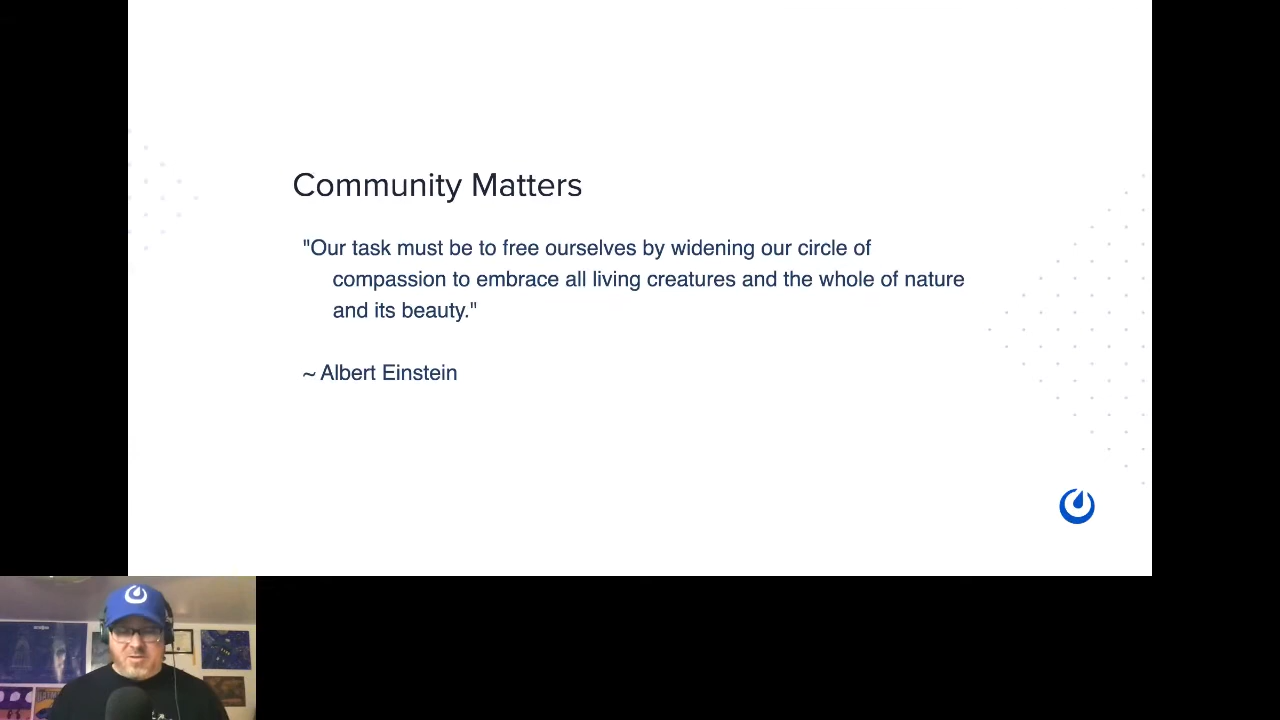 Community Matters
"Our task must be to free ourselves by widening our circle of
compassion to embrace all living creatures and the whole of nature
and its beauty."
~ Albert Einstein